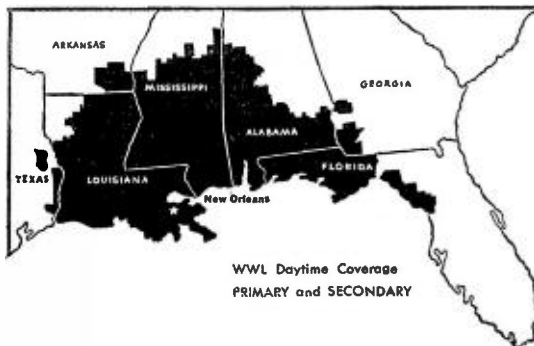 ARKANSAS
MISSISSIPPI
GEORGIA
ALABAMA
TEXAS
LOUISIANA
FLORIDA
New Orleans
WWL Daytime Coverage
PRIMARY and SECONDARY